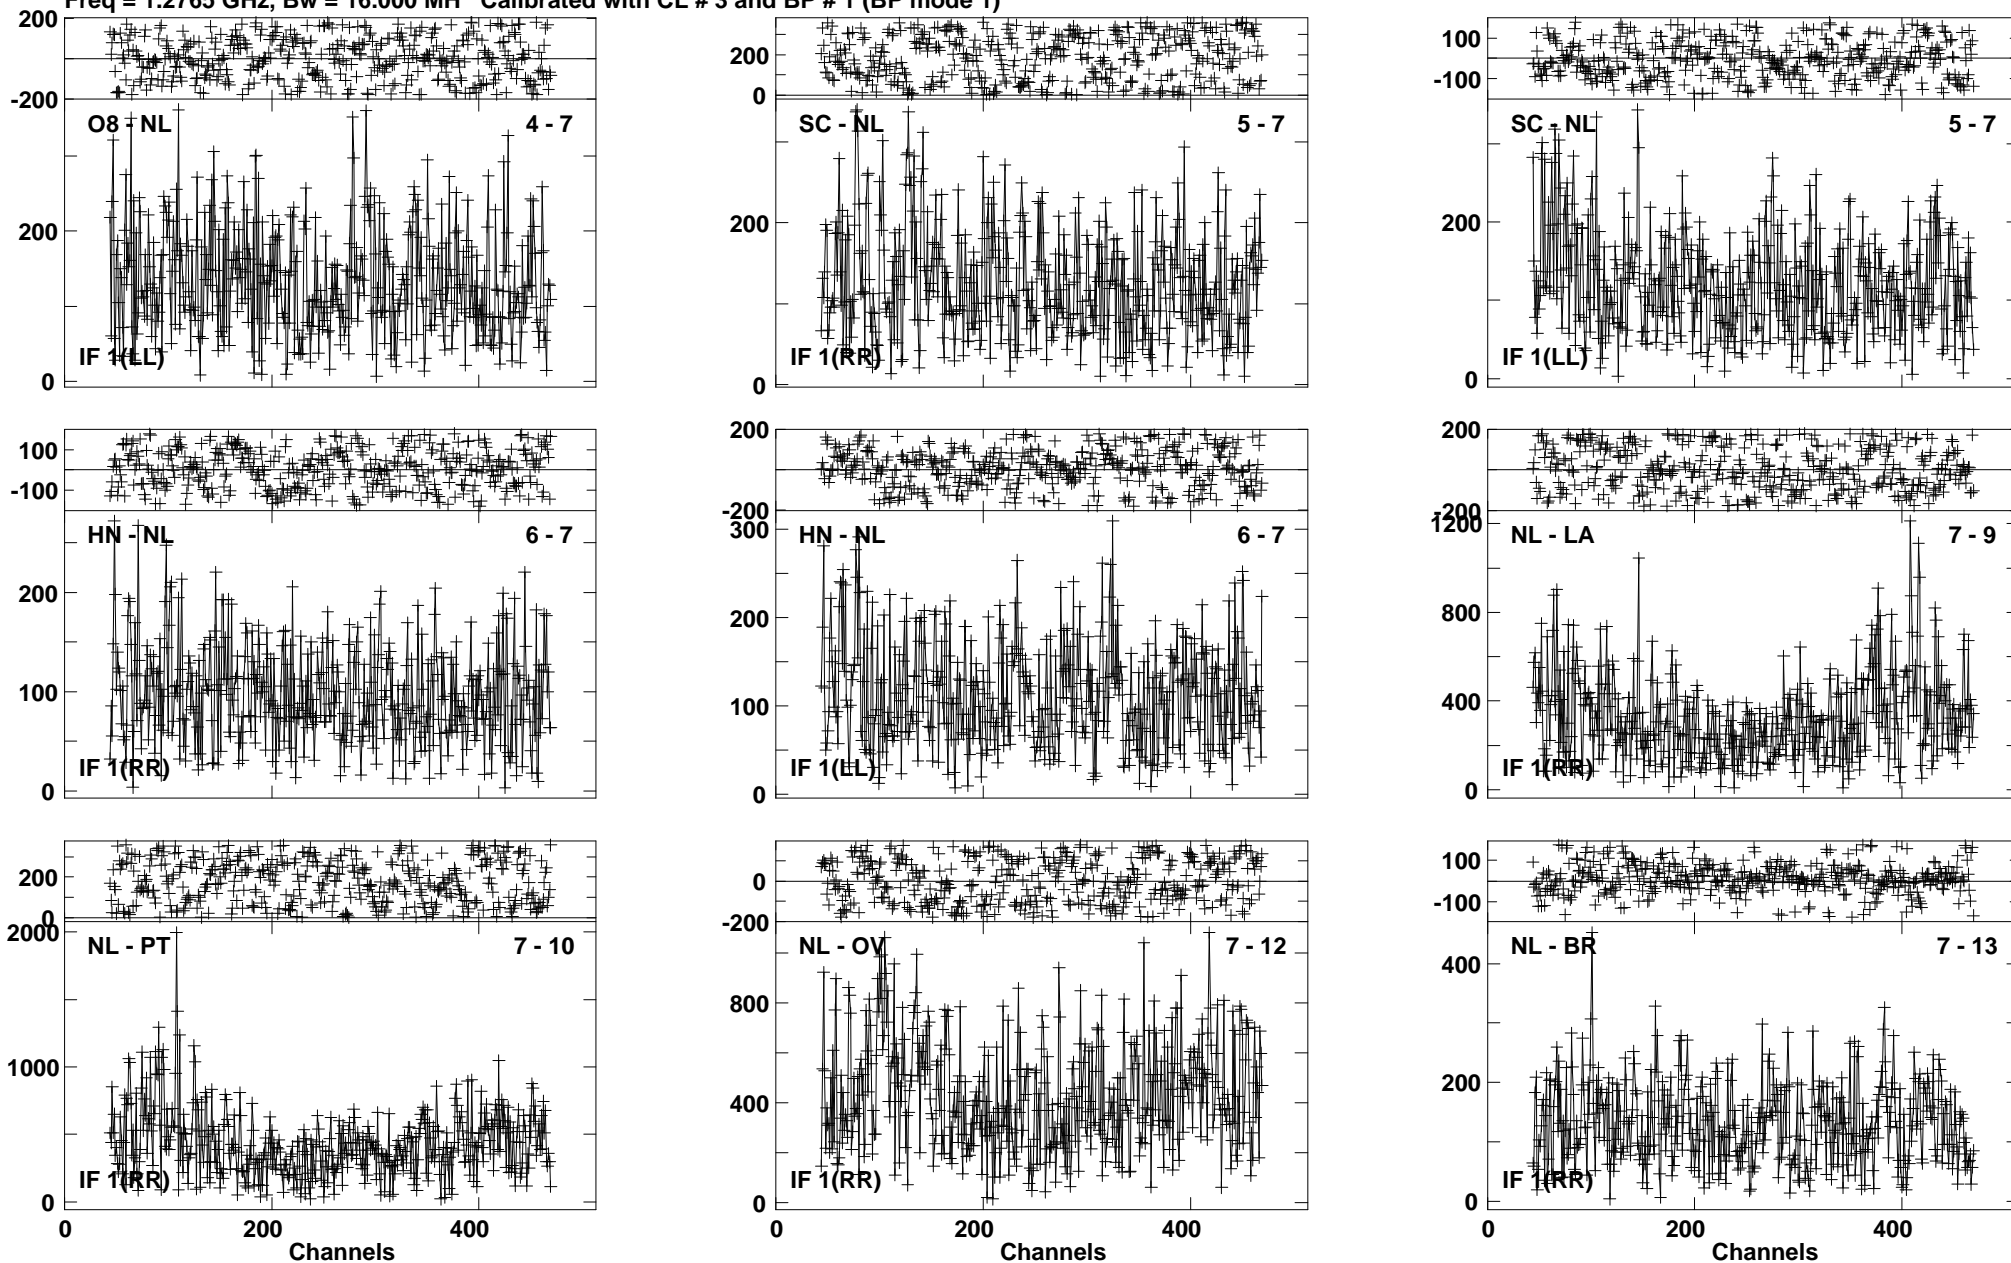 Freq = 1.2765 GHz, Bw = 16.000 MH Calibrated with CL # 3 and BP # 1 (BP mode 1)
200
-200
O8 - NL 4 - 7
200
0
IF 1(LL)
200
0
SC - NL 5 - 7
200
0
IF 1(RR)
100
-100
SC - NL 5 - 7
200
0
IF 1(LL)
100
-100
HN - NL 6 - 7
200
100
0
IF 1(RR)
200
-200
HN - NL 6 - 7
300
200
100
0
IF 1(LL)
200
-200
NL - LA 7 - 9
1200
800
400
0
IF 1(RR)
200
0
NL - PT 7 - 10
2000
1000
0
IF 1(RR)
0 200 400
Channels
0
-200
NL - OV 7 - 12
800
400
0
IF 1(RR)
0 200 400
Channels
100
-100
NL - BR 7 - 13
400
200
0
IF 1(RR)
0 200 400
Channels